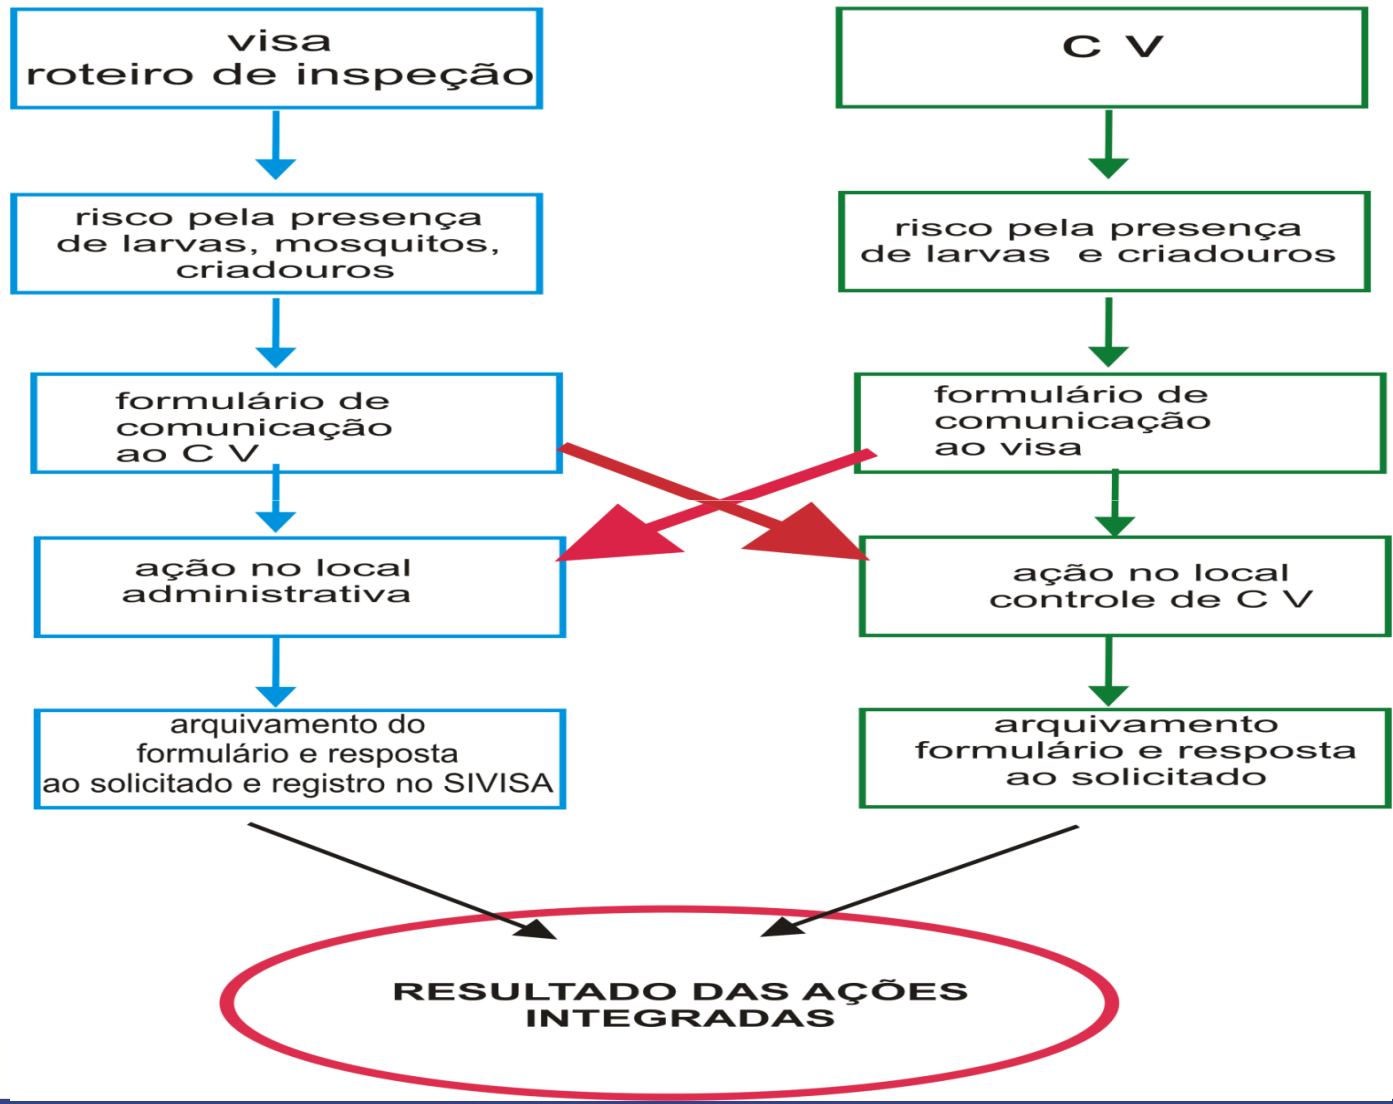 visa
roteiro de inspeção
risco pela presença
de larvas, mosquitos,
criadouros
formulário de
comunicação
ao C V
ação no local
administrativa
arquivamento do
formulário e resposta
ao solicitado e registro no SIVISA
C V
risco pela presença
de larvas e criadouros
formulário de
comunicação
ao visa
ação no local
controle de C V
arquivamento
formulário e resposta
ao solicitado
RESULTADO DAS AÇÕES
INTEGRADAS